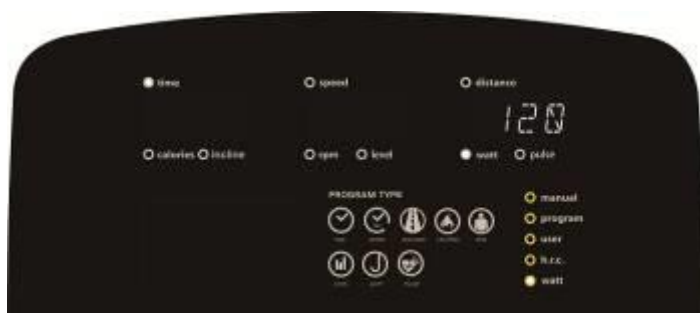 time speed distance
120
calories incline rpm level watt pulse
PROGRAM TYPE
manual
program
user
h.r.c.
watt